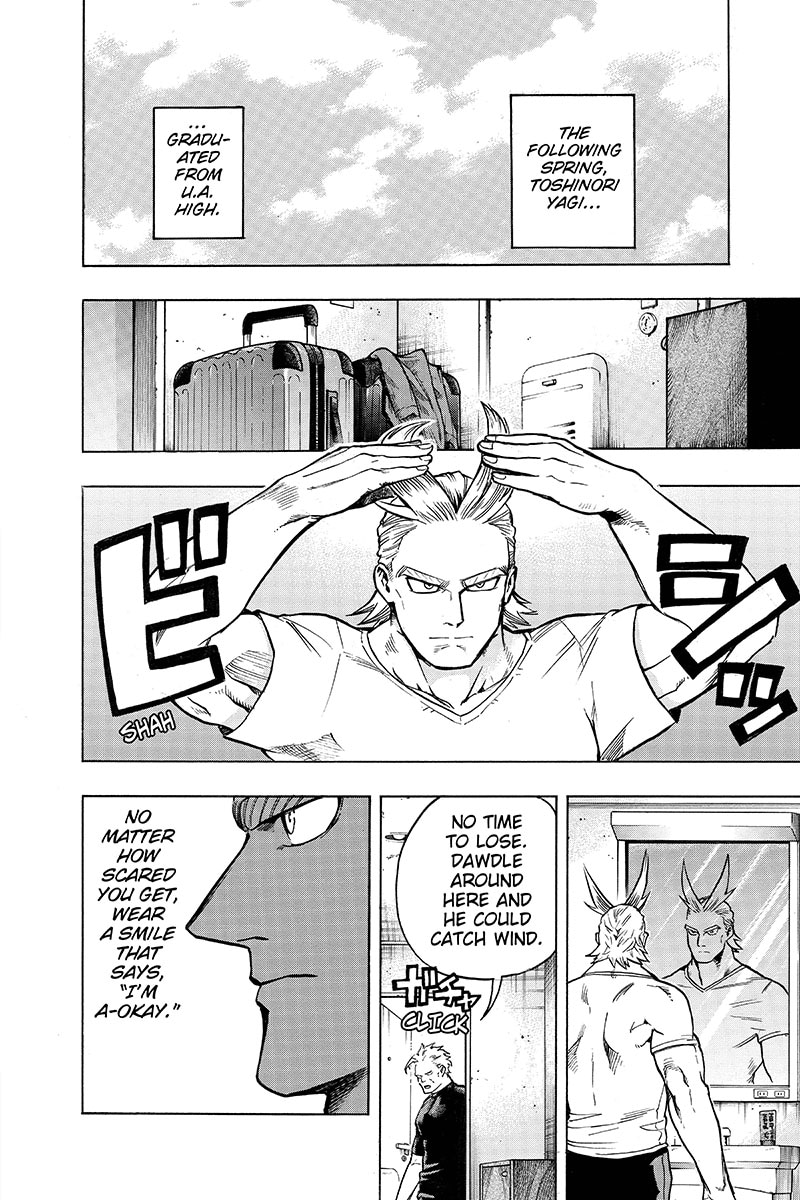 THE
FOLLOWING
SPRING,
TOSHINORI
YAGI...
...
GRADU-
ATED
FROM
U.A.
HIGH.
ビンッ
SHAH
NO TIME
TO LOSE.
DAWDLE
AROUND
HERE AND
HE COULD
CATCH WIND.
ガチャ
CLICK
NO
MATTER
HOW
SCARED
YOU GET,
WEAR
A SMILE
THAT
SAYS,
"I'M
A-OKAY."